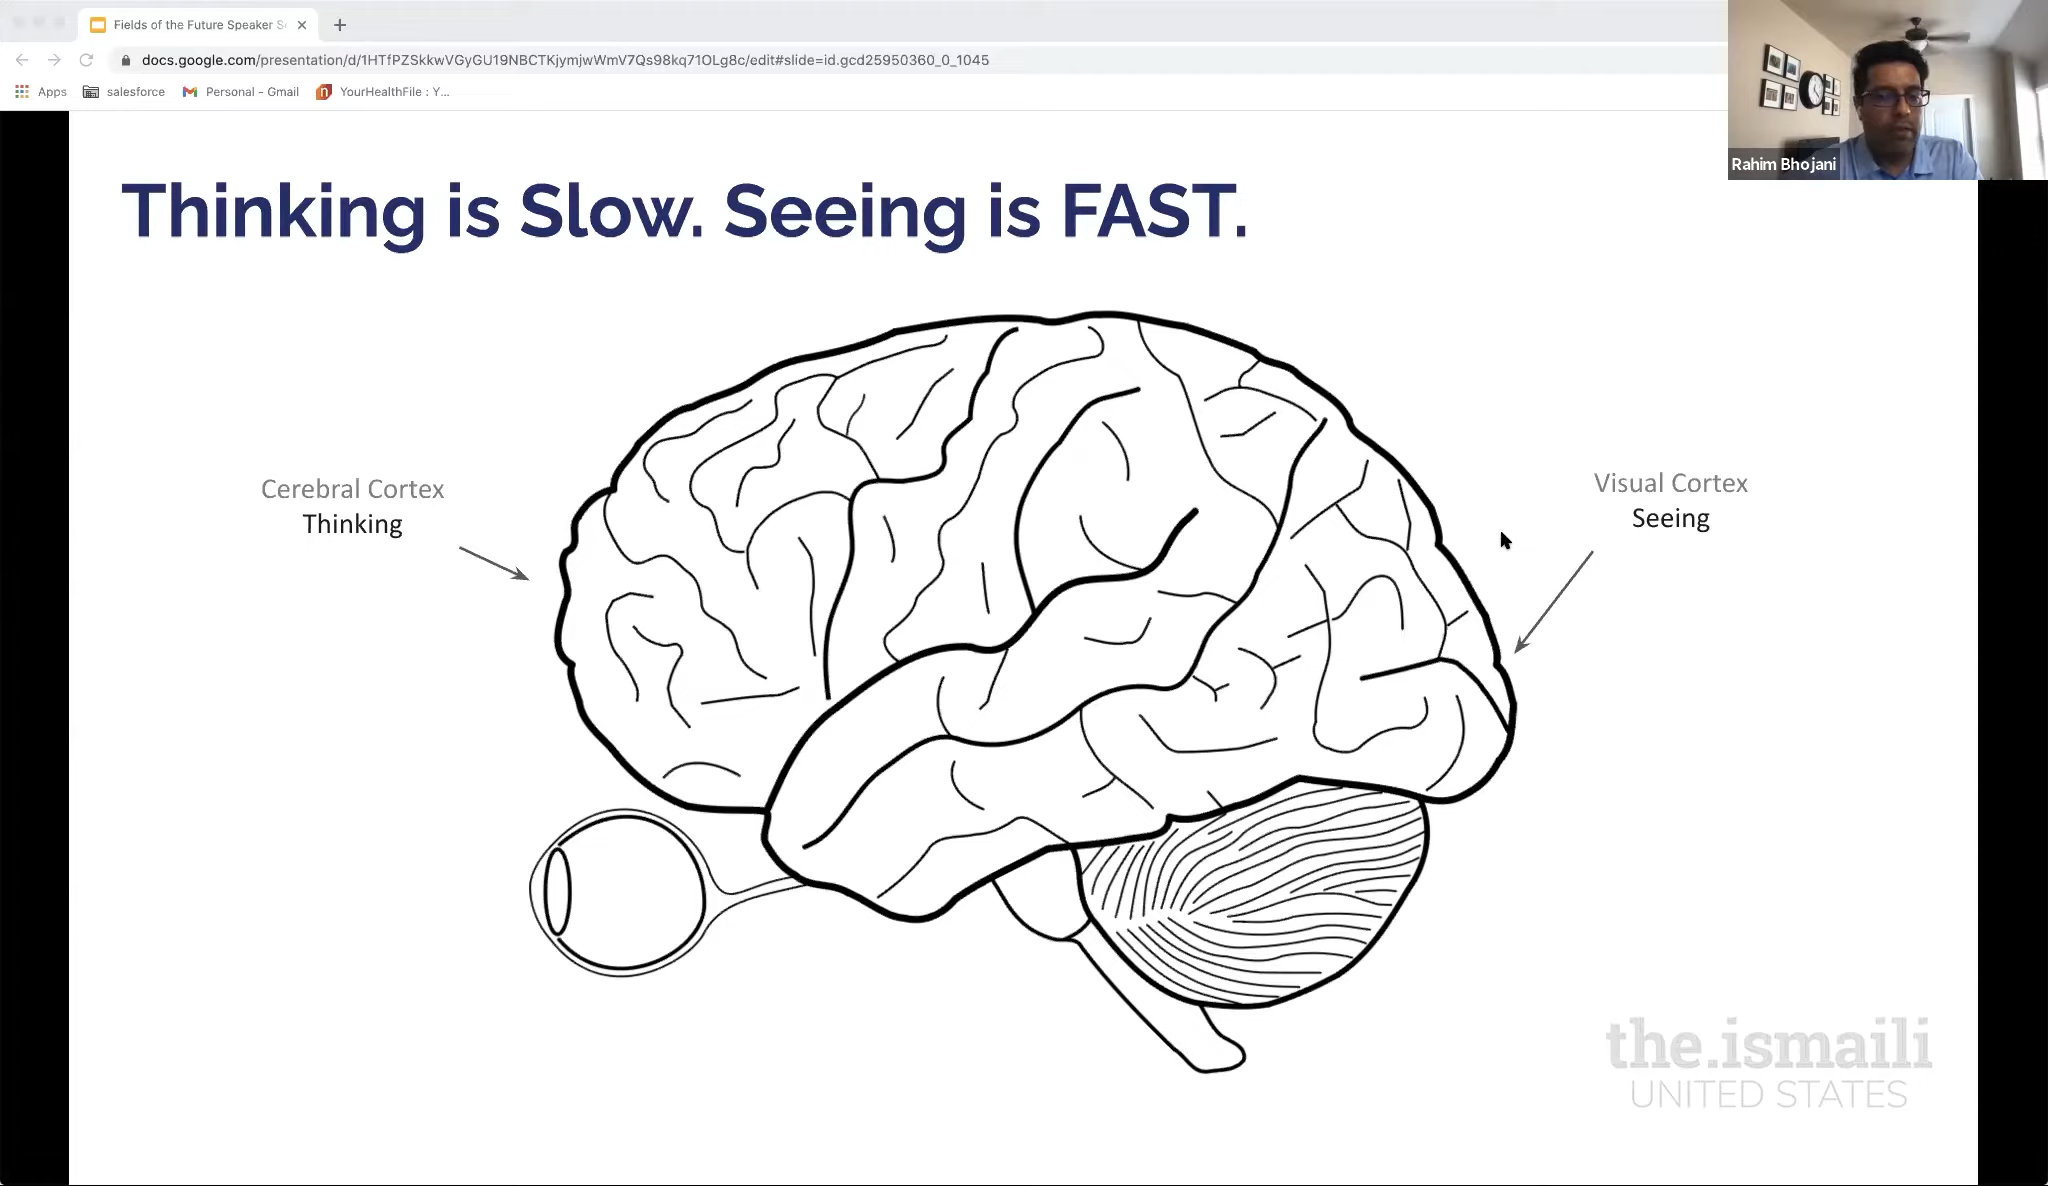 Fields of the Future Speaker S
docs.google.com/presentation/d/1HTfPZSkkwVGyGU19NBCTKjymjwWmV7Qs98kq71OLg8c/edit#slide=id.gcd25950360_0_1045
Apps salesforce Personal - Gmail YourHealthFile : Y...
Rahim Bhojani
Thinking is Slow. Seeing is FAST.
Cerebral Cortex
Thinking
Visual Cortex
Seeing
the.ismaili
UNITED STATES